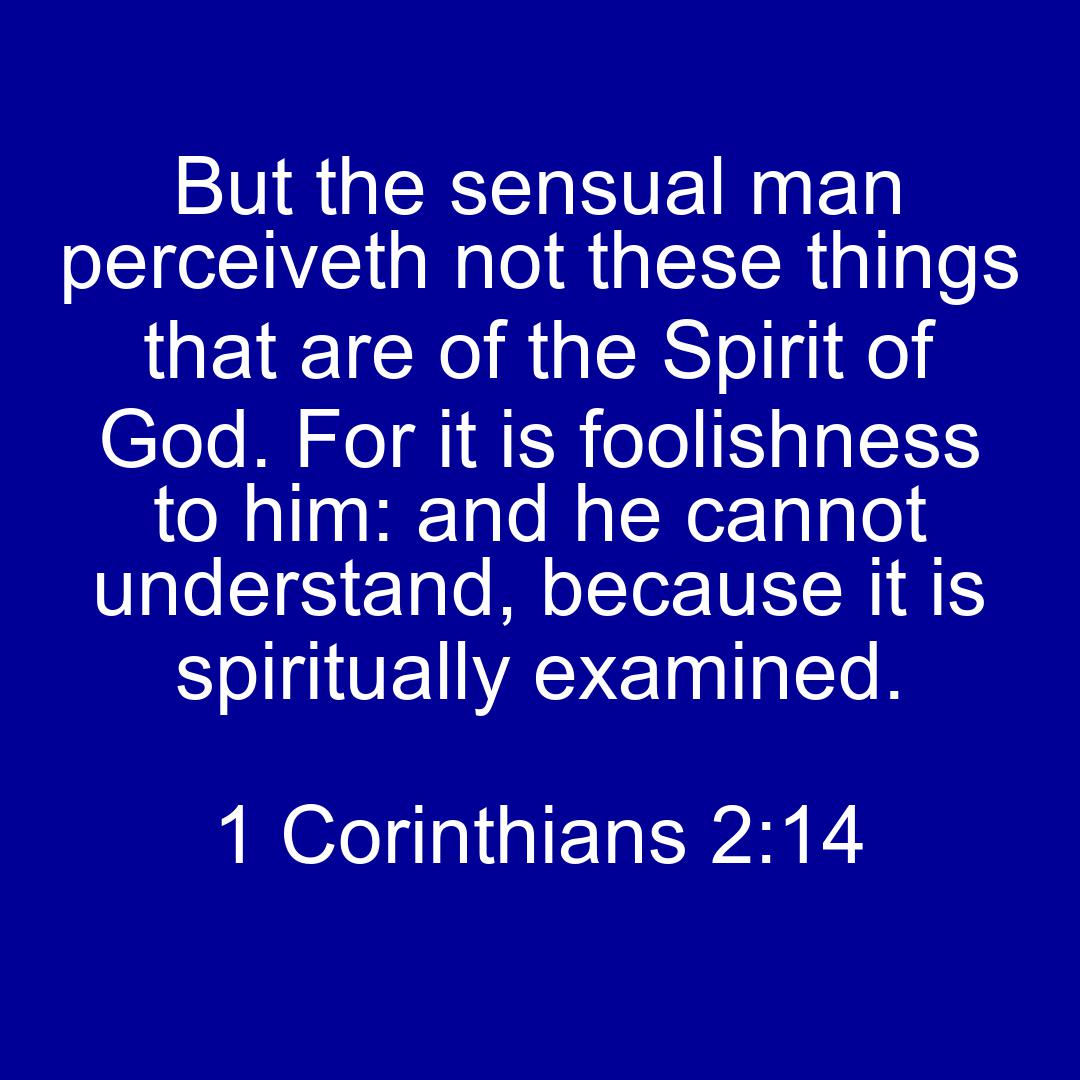 But the sensual man
perceiveth not these things
that are of the Spirit of
God. For it is foolishness
to him: and he cannot
understand, because it is
spiritually examined.
1 Corinthians 2:14